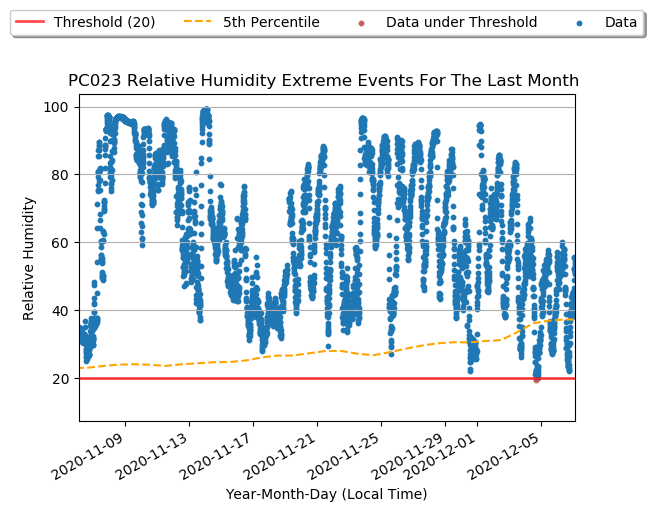 Threshold (20) 5th Percentile Data under Threshold Data
PC023 Relative Humidity Extreme Events For The Last Month
100
80
60
40
20
Relative Humidity
2020-11-09 2020-11-13 2020-11-17 2020-11-21 2020-11-25 2020-11-29 2020-12-01 2020-12-05
Year-Month-Day (Local Time)